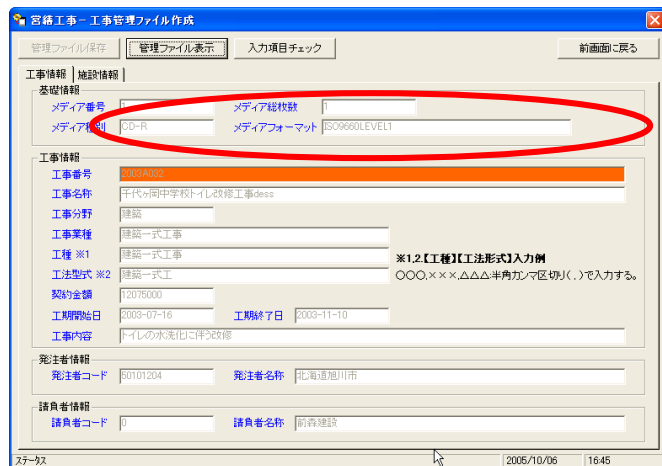 宮繕工事－工事管理ファイル作成
管理ファイル保存 管理ファイル表示 入力項目チェック 前画面に戻る
工事情報 施設情報
基礎情報
メディア番号 1 メディア総枚数 1
メディア種別 CD-R メディアフォーマット ISO9660LEVEL1
工事情報
工事番号 2003A032
工事名称 千代ヶ岡中学校トイレ改修工事dess
工事分野 建築
工事業種 建築一式工事
工種 ※1 建築一式工事 ※1,2.【工種】【工法形式】入力例
工法型式 ※2 建築一式工 〇〇〇,×××,△△△:半角カンマ区切り( , )で入力する。
契約金額 12075000
工期開始日 2003-07-16 工期終了日 2003-11-10
工事内容 トイレの水洗化に伴う改修
発注者情報
発注者コード 50101204 発注者名称 北海道旭川市
請負者情報
請負者コード 0 請負者名称 前森建設
ステータス 2005/10/06 16:45